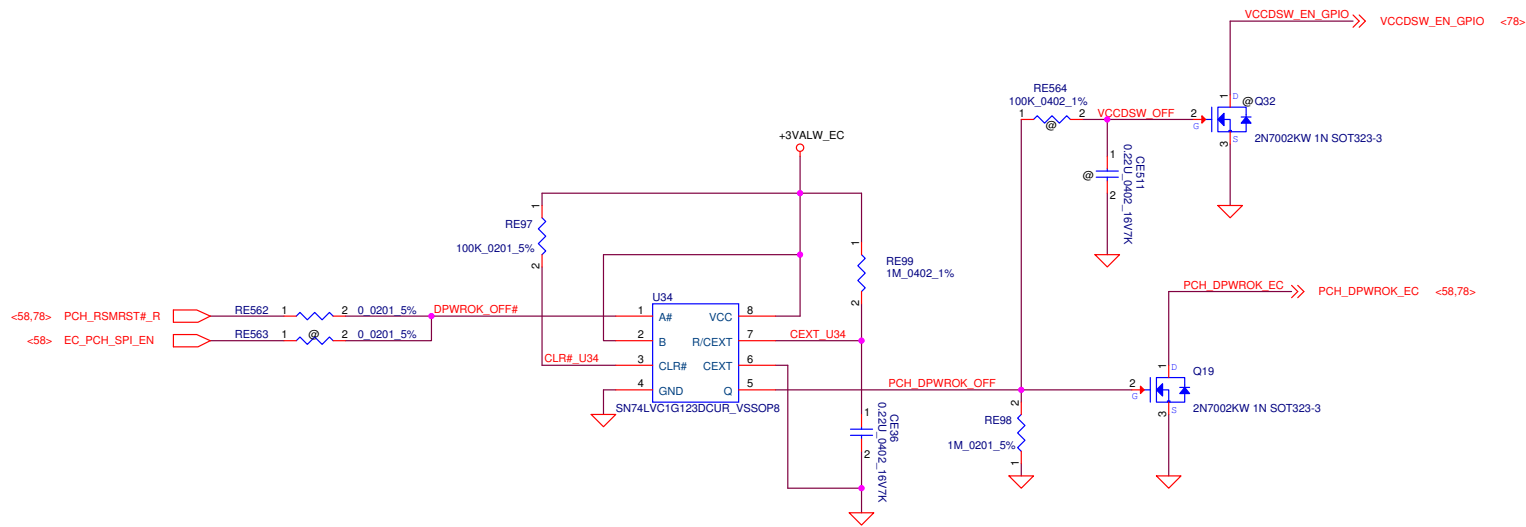 VCCDSW_EN_GPIO
VCCDSW_EN_GPIO <78>
RE564
100K_0402_1%
1
2
@
VCCDSW_OFF
2
G
1
D
@Q32
S
3
2N7002KW 1N SOT323-3
1
@
2
CE511
0.22U_0402_16V7K
+3VALW_EC
1
RE97
100K_0201_5%
2
1
RE99
1M_0402_1%
2
<58,78> PCH_RSMRST#_R
RE562 1 2 0_0201_5%
DPWROK_OFF#
<58> EC_PCH_SPI_EN
RE563 1 @ 2 0_0201_5%
CLR#_U34
U34
1 A# VCC 8
2 B R/CEXT 7
3 CLR# CEXT 6
4 GND Q 5
SN74LVC1G123DCUR_VSSOP8
CEXT_U34
1
2
CE36
0.22U_0402_16V7K
PCH_DPWROK_OFF
2
RE98
1M_0201_5%
1
PCH_DPWROK_EC
PCH_DPWROK_EC <58,78>
1
D
Q19
2
G
S
3
2N7002KW 1N SOT323-3